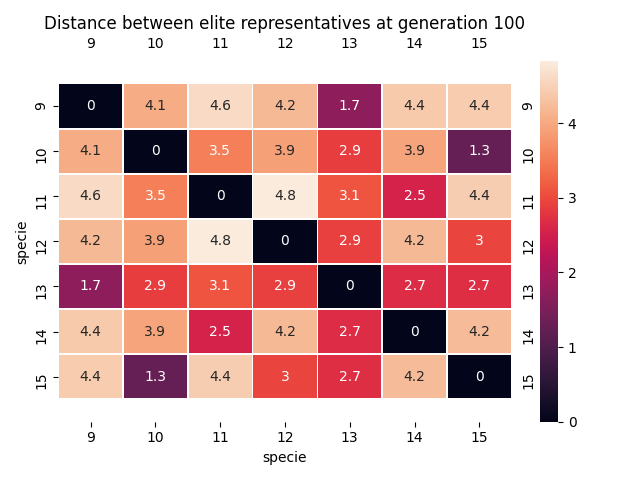 Distance between elite representatives at generation 100
9 10 11 12 13 14 15
9 0 4.1 4.6 4.2 1.7 4.4 4.4 9
10 4.1 0 3.5 3.9 2.9 3.9 1.3 10
11 4.6 3.5 0 4.8 3.1 2.5 4.4 11
12 4.2 3.9 4.8 0 2.9 4.2 3 12
13 1.7 2.9 3.1 2.9 0 2.7 2.7 13
14 4.4 3.9 2.5 4.2 2.7 0 4.2 14
15 4.4 1.3 4.4 3 2.7 4.2 0 15
9 10 11 12 13 14 15
specie
specie
4
3
2
1
0